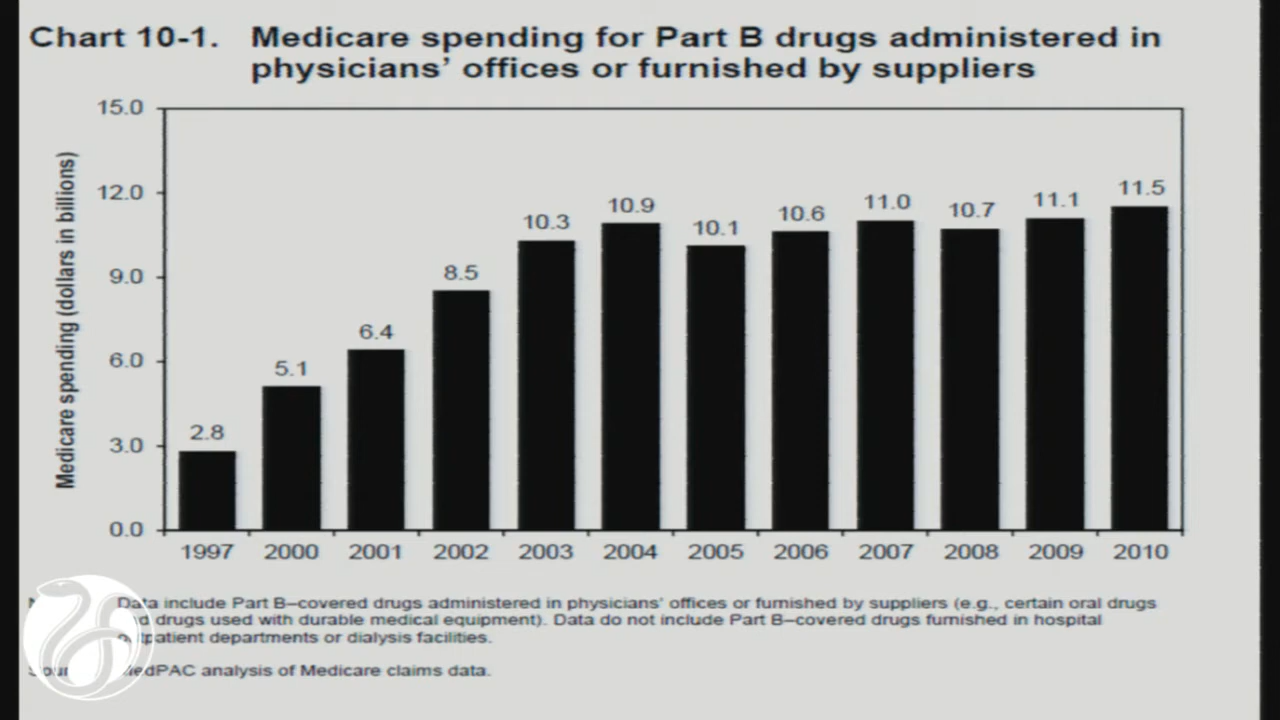 Chart 10-1. Medicare spending for Part B drugs administered in
physicians’ offices or furnished by suppliers
Medicare spending (dollars in billions)
15.0
12.0
9.0
6.0
3.0
0.0
2.8
5.1
6.4
8.5
10.3
10.9
10.1
10.6
11.0
10.7
11.1
11.5
1997 2000 2001 2002 2003 2004 2005 2006 2007 2008 2009 2010
Data include Part B–covered drugs administered in physicians’ offices or furnished by suppliers (e.g., certain oral drugs
drugs used with durable medical equipment). Data do not include Part B–covered drugs furnished in hospital
departments or dialysis facilities.
MedPAC analysis of Medicare claims data.